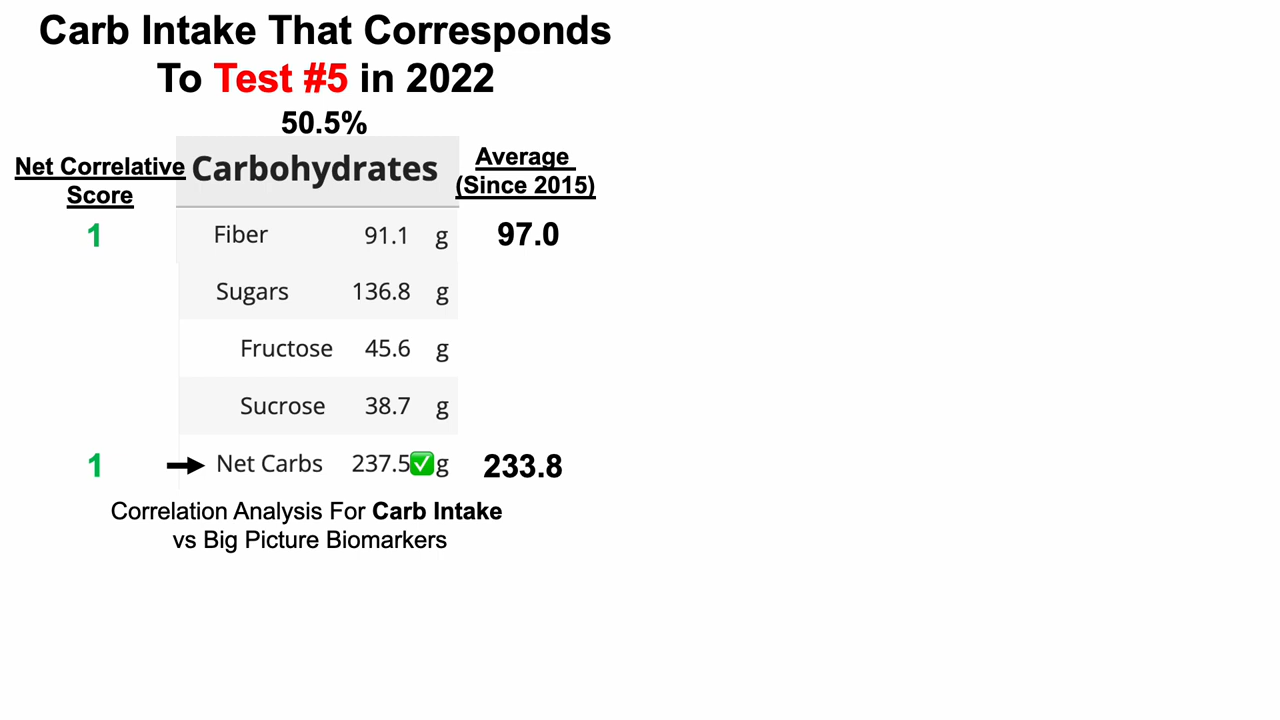 Carb Intake That Corresponds
To Test #5 in 2022
50.5%
Net Correlative
Score
Carbohydrates
Average
(Since 2015)
1 Fiber 91.1 g 97.0
Sugars 136.8 g
Fructose 45.6 g
Sucrose 38.7 g
1 Net Carbs 237.5 g 233.8
Correlation Analysis For Carb Intake
vs Big Picture Biomarkers